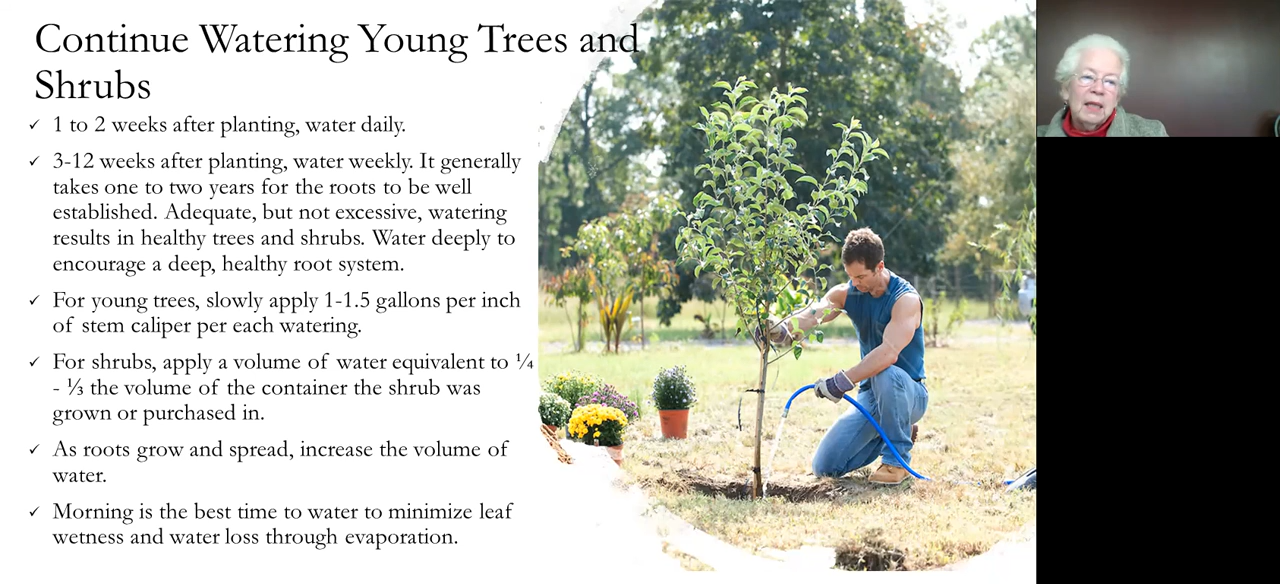 Continue Watering Young Trees and
Shrubs
✓ 1 to 2 weeks after planting, water daily.
✓ 3-12 weeks after planting, water weekly. It generally
takes one to two years for the roots to be well
established. Adequate, but not excessive, watering
results in healthy trees and shrubs. Water deeply to
encourage a deep, healthy root system.
✓ For young trees, slowly apply 1-1.5 gallons per inch
of stem caliper per each watering.
✓ For shrubs, apply a volume of water equivalent to ¼
- ⅓ the volume of the container the shrub was
grown or purchased in.
✓ As roots grow and spread, increase the volume of
water.
✓ Morning is the best time to water to minimize leaf
wetness and water loss through evaporation.